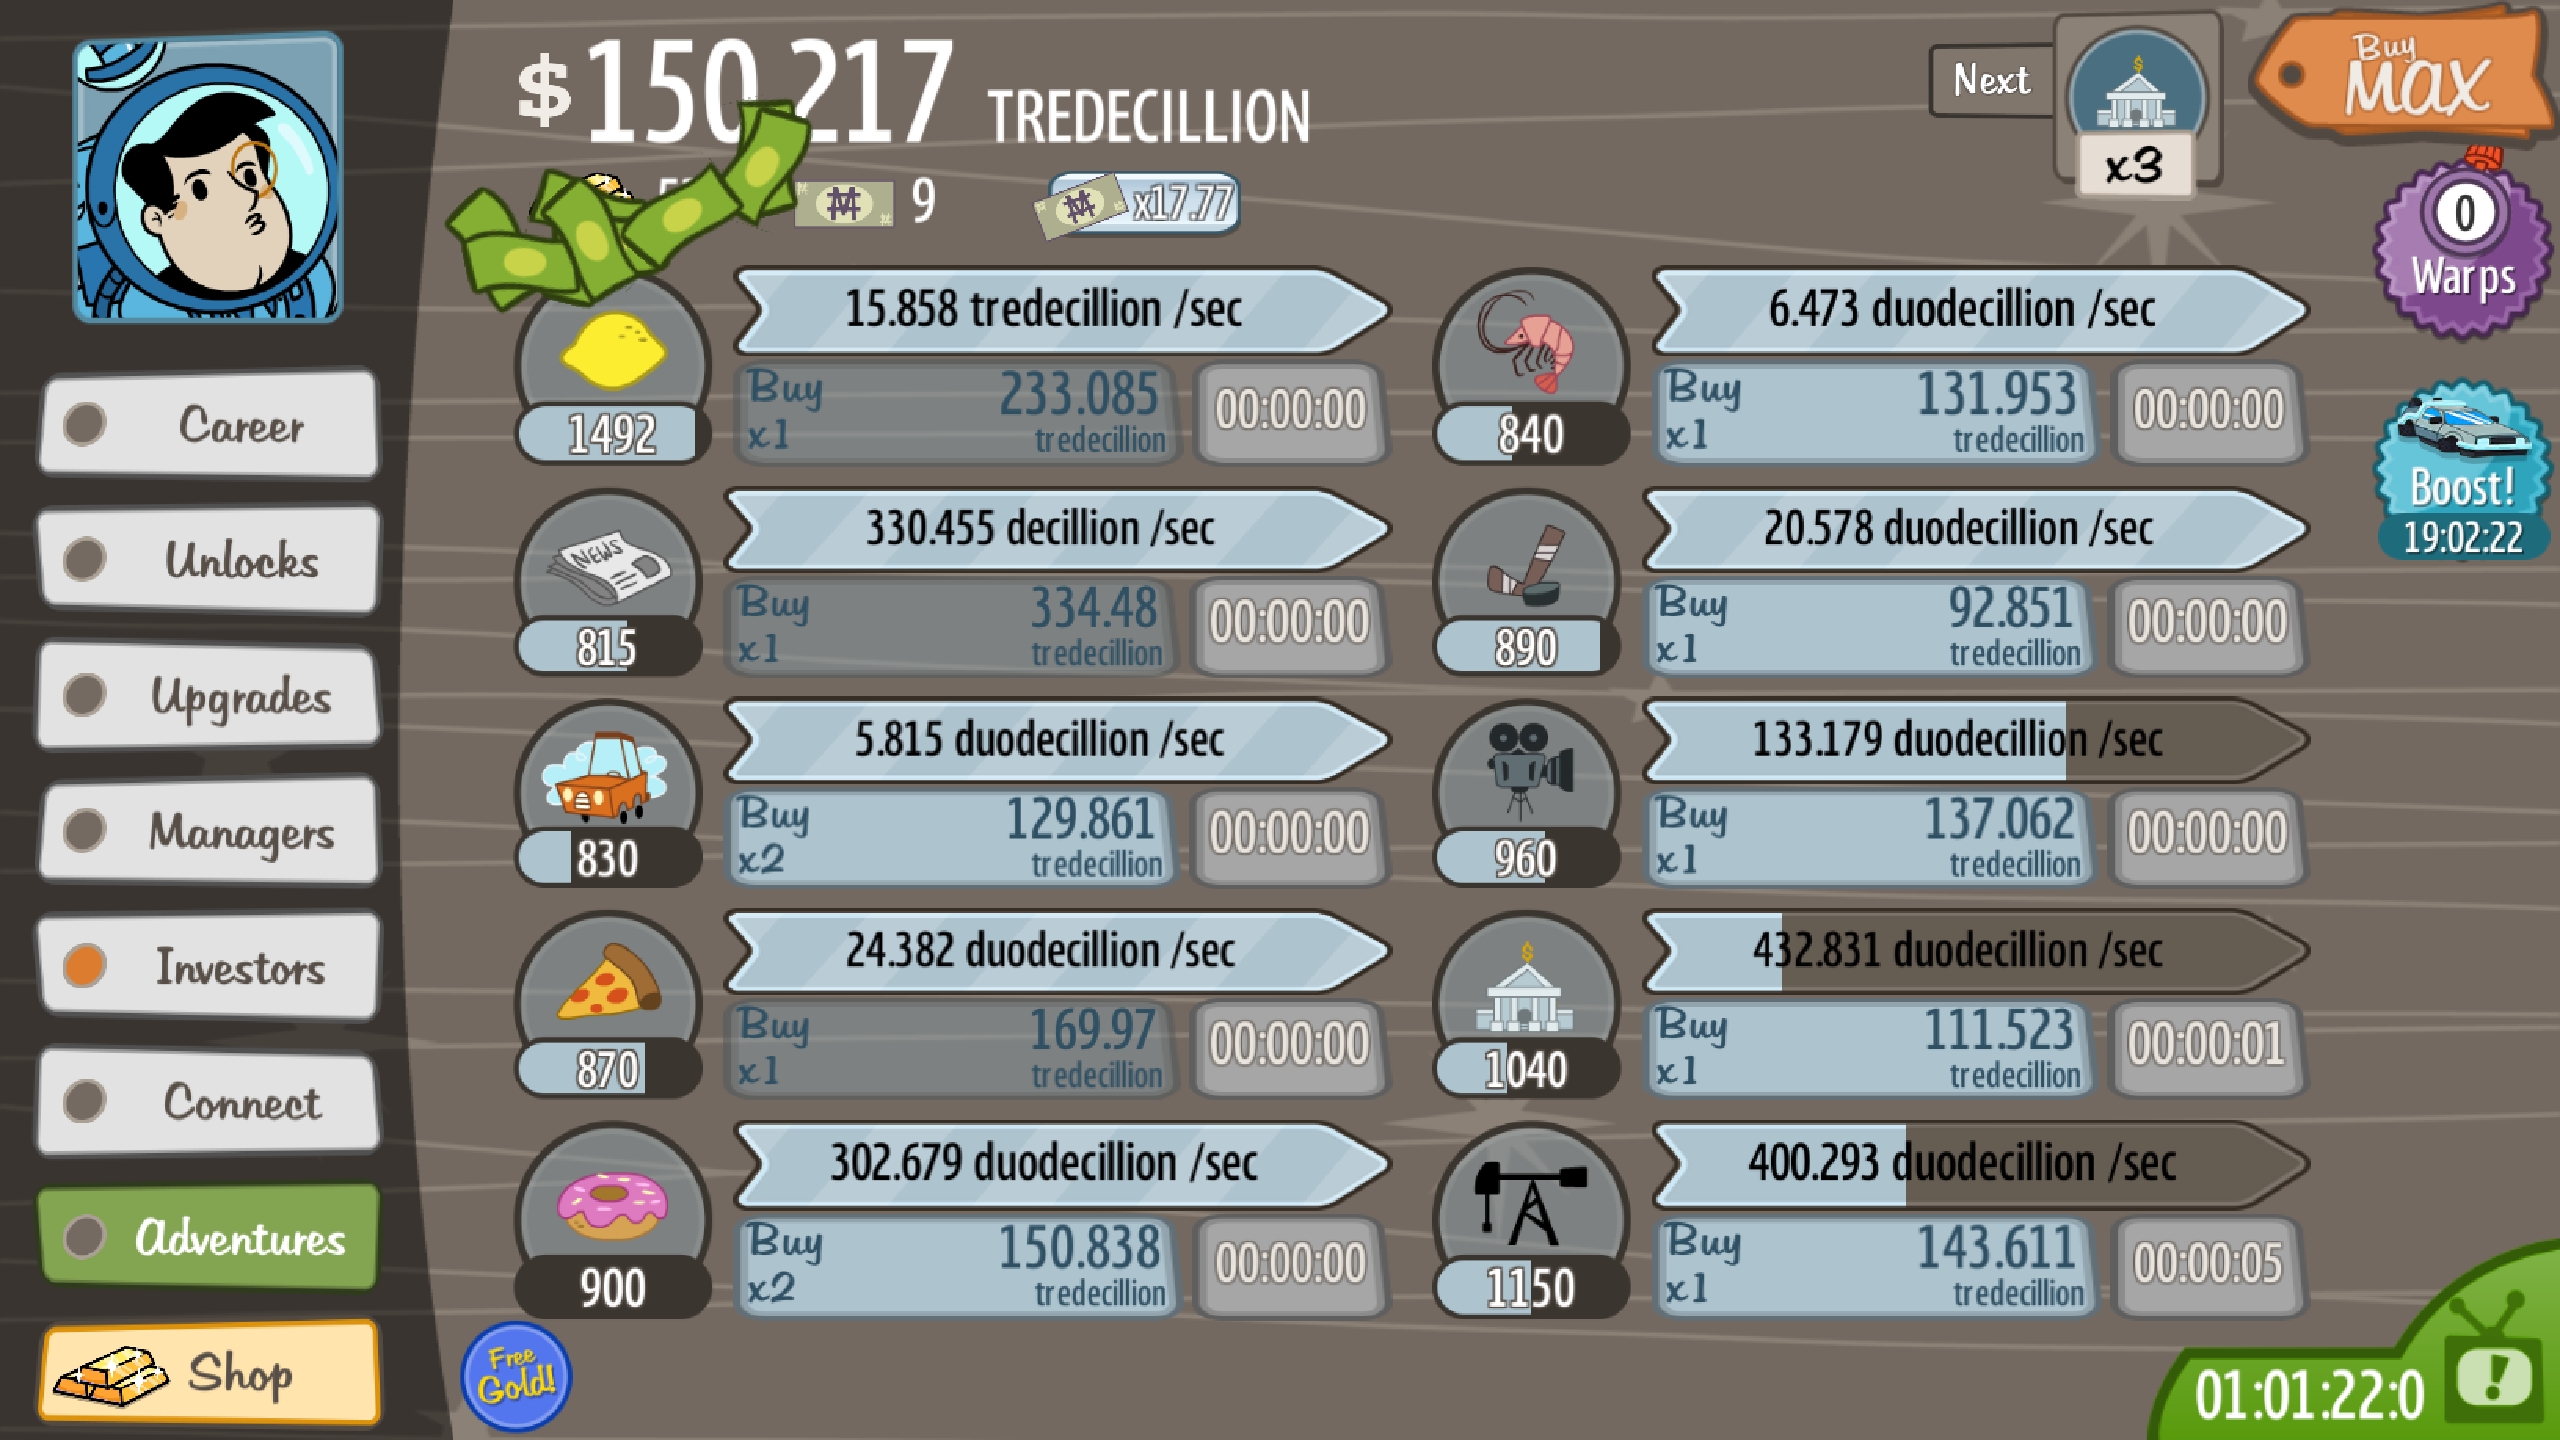 $150.217 TREDECILLION
9
x17.77
Next
x3
Buy
MAX
0
Warps
Boost!
19:02:22
Career
Unlocks
Upgrades
Managers
Investors
Connect
Adventures
Shop
15.858 tredecillion /sec
1492
Buy
x1
233.085
tredecillion
00:00:00
6.473 duodecillion /sec
840
Buy
x1
131.953
tredecillion
00:00:00
330.455 decillion /sec
NEWS
815
Buy
x1
334.48
tredecillion
00:00:00
20.578 duodecillion /sec
890
Buy
x1
92.851
tredecillion
00:00:00
5.815 duodecillion /sec
830
Buy
x2
129.861
tredecillion
00:00:00
133.179 duodecillion /sec
960
Buy
x1
137.062
tredecillion
00:00:00
24.382 duodecillion /sec
870
Buy
x1
169.97
tredecillion
00:00:00
432.831 duodecillion /sec
1040
Buy
x1
111.523
tredecillion
00:00:01
302.679 duodecillion /sec
900
Buy
x2
150.838
tredecillion
00:00:00
400.293 duodecillion /sec
1150
Buy
x1
143.611
tredecillion
00:00:05
Free
Gold!
01:01:22:0